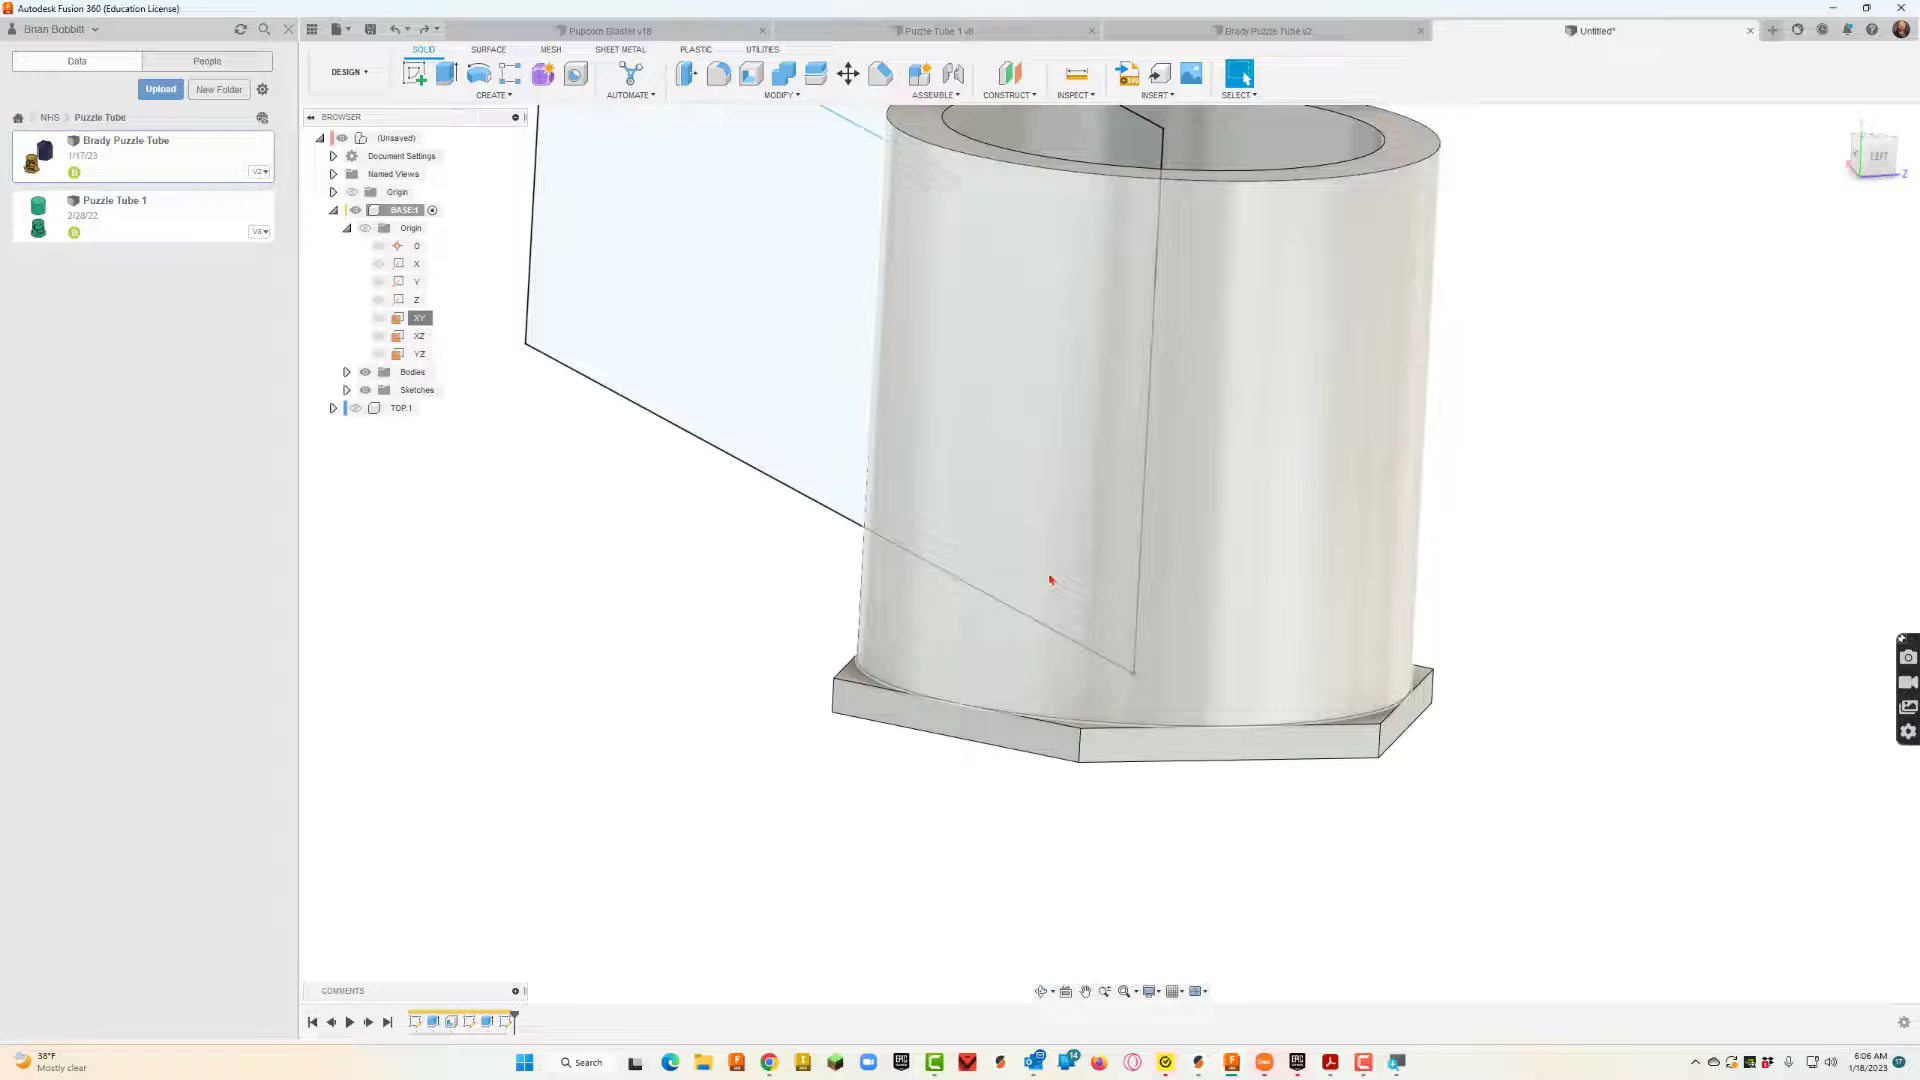 Autodesk Fusion 360 (Education License)
Brian Bobbitt
Popcorn Blaster v18
Puzzle Tube 1 v8
Brady Puzzle Tube v2
Untitled*
Data
People
SOLID
SURFACE
MESH
SHEET METAL
PLASTIC
UTILITIES
Upload
New Folder
DESIGN
CREATE
AUTOMATE
MODIFY
ASSEMBLE
CONSTRUCT
INSPECT
INSERT
SELECT
NHS
Puzzle Tube
BROWSER
Brady Puzzle Tube
1/17/23
V2
Puzzle Tube 1
2/28/22
V8
(Unsaved)
Document Settings
Named Views
Origin
BASE:1
Origin
O
X
Y
Z
XY
XZ
YZ
Bodies
Sketches
TOP:1
LEFT
Z
COMMENTS
38°F
Mostly clear
Search
14
6:06 AM
1/18/2023
17